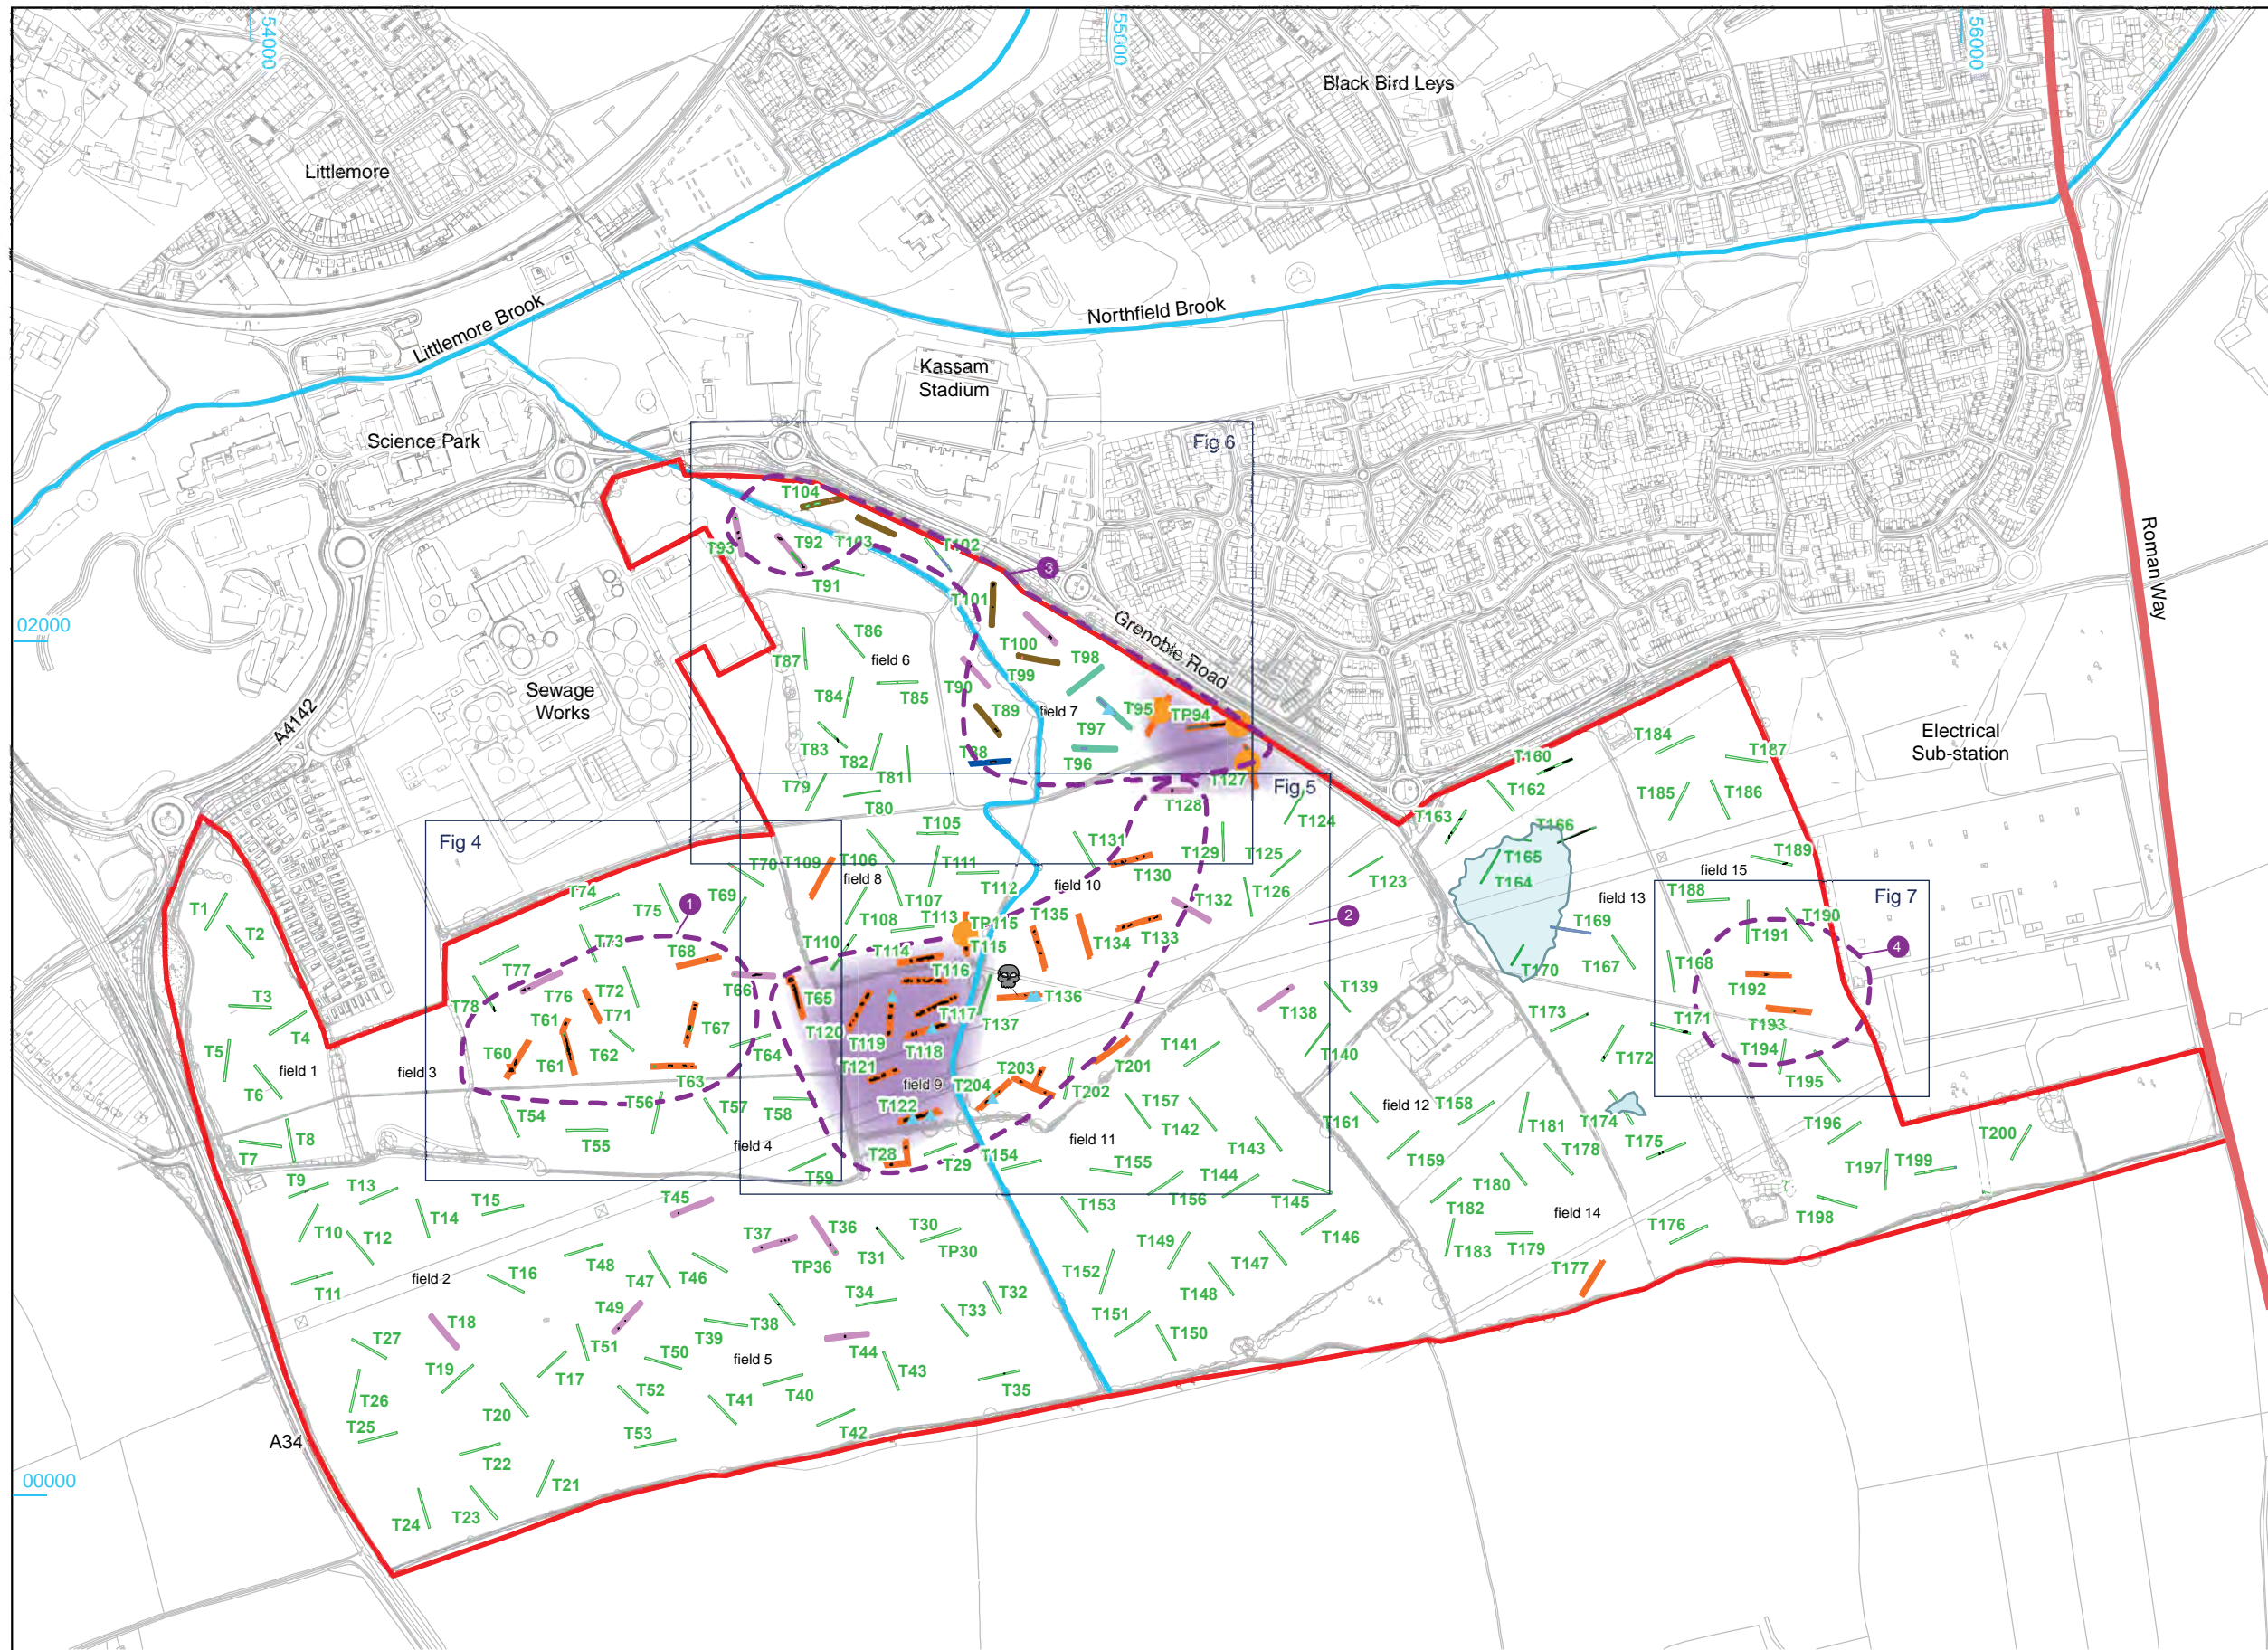 54000
55000
56000
Black Bird Leys
Littlemore
Littlemore Brook
Northfield Brook
Kassam
Stadium
Science Park
Fig 6
Roman Way
T104
T93
T92
T103
T102
T91
3
T101
Grenoble Road
02000
T86
T87
field 6
T100
T98
T90
T99
T84
T85
Sewage
Works
A4142
T89
field 7
T95
TP94
T97
T83
T82
T88
T96
T81
T127
T79
T80
T128
Fig 5
T124
T184
T187
Electrical
Sub-station
T160
T162
T185
T186
T163
T166
Fig 4
T105
T131
T129
T125
T70
T109
T106
T111
T130
T165
T189
T164
T123
field 8
T112
field 10
T126
field 13
field 15
T188
Fig 7
T74
T69
T75
1
T107
T108
T113
TP115
T135
T132
2
T1
T2
T73
T68
T110
T114
T115
T134
T133
T169
T190
T191
4
T77
T116
T170
T167
T168
T72
T66
T65
T136
T139
T192
T3
T78
T76
T71
T67
T120
T117
T137
T138
T173
T171
T193
T4
T61
T62
T64
T119
T118
T141
T140
T172
T194
T5
T60
T61
T63
T121
field 9
T203
T201
T195
field 1
field 3
T6
T204
T202
T56
T57
T58
T122
T157
field 12
T158
T54
T142
T161
T181
T174
T175
T196
T200
T8
T55
field 4
T143
field 11
T7
T28
T29
T154
T159
T178
T197
T199
T59
T155
T144
T180
T9
T13
T15
T45
T156
T145
T14
T153
T182
T198
T10
T12
T37
T36
T30
T31
TP30
T149
T146
T183
T179
field 14
T176
T48
T47
T46
TP36
T147
T177
field 2
T16
T11
T152
T148
T34
T32
T33
T49
T38
T39
T151
T18
T27
T51
T50
field 5
T44
T43
T150
T19
T17
T35
T26
T52
T40
T41
T20
T25
T42
A34
T53
T22
T21
00000
T24
T23